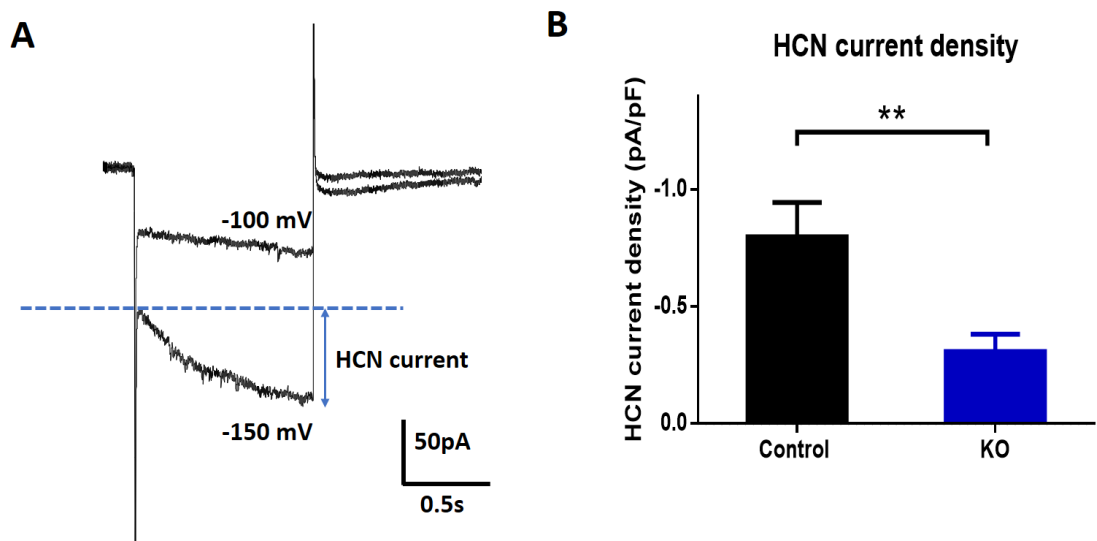 A
-100 mV
HCN current
-150 mV
50pA
0.5s
B
HCN current density
**
HCN current density (pA/pF)
-1.0
-0.5
0.0
Control
KO